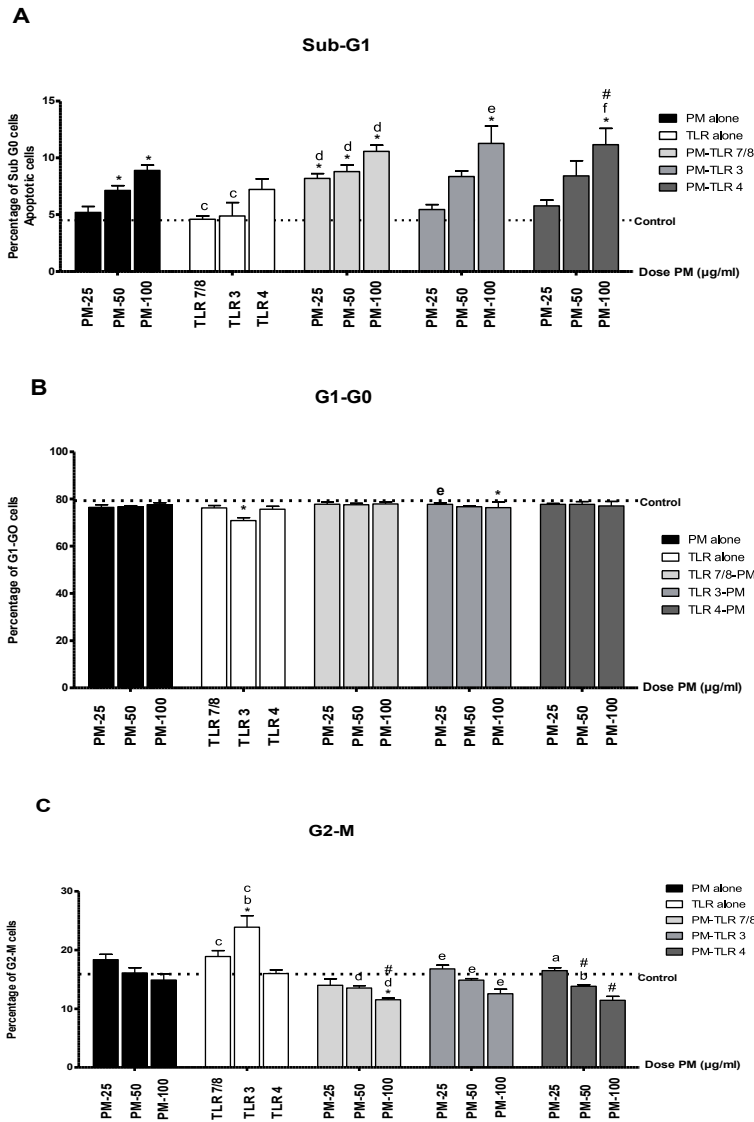 A
Sub-G1
Percentage of Sub G0 cells
Apoptotic cells
15
10
5
0
*
*
c
c
d
*
d
*
d
*
e
*
#
f
*
PM alone
TLR alone
PM-TLR 7/8
PM-TLR 3
PM-TLR 4
Control
Dose PM (µg/ml)
PM-25
PM-50
PM-100
TLR 7/8
TLR 3
TLR 4
PM-25
PM-50
PM-100
PM-25
PM-50
PM-100
PM-25
PM-50
PM-100
B
G1-G0
Percentage of G1-GO cells
100
80
60
40
20
0
*
e
*
Control
PM alone
TLR alone
TLR 7/8-PM
TLR 3-PM
TLR 4-PM
Dose PM (µg/ml)
PM-25
PM-50
PM-100
TLR 7/8
TLR 3
TLR 4
PM-25
PM-50
PM-100
PM-25
PM-50
PM-100
PM-25
PM-50
PM-100
C
G2-M
Percentage of G2-M cells
30
20
10
0
c
c
b
*
d
#
d
*
e
e
e
a
#
b
#
PM alone
TLR alone
PM-TLR 7/8
PM-TLR 3
PM-TLR 4
Control
Dose PM (µg/ml)
PM-25
PM-50
PM-100
TLR 7/8
TLR 3
TLR 4
PM-25
PM-50
PM-100
PM-25
PM-50
PM-100
PM-25
PM-50
PM-100